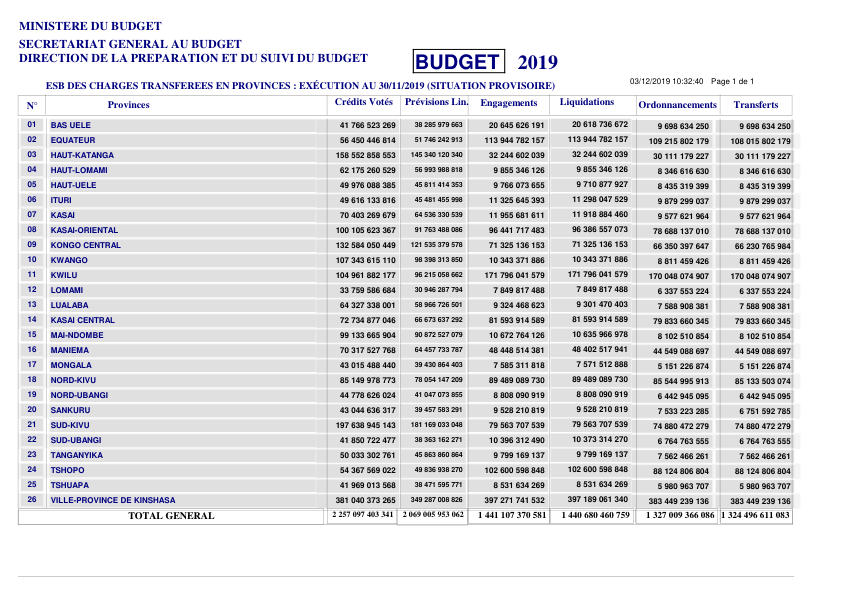 MINISTERE DU BUDGET
SECRETARIAT GENERAL AU BUDGET
DIRECTION DE LA PREPARATION ET DU SUIVI DU BUDGET
BUDGET 2019
03/12/2019 10:32:40 Page 1 de 1
ESB DES CHARGES TRANSFEREES EN PROVINCES : EXÉCUTION AU 30/11/2019 (SITUATION PROVISOIRE)
N° Provinces Crédits Votés Prévisions Lin. Engagements Liquidations Ordonnancements Transferts
01 BAS UELE 41 766 523 269 38 285 979 663 20 645 626 191 20 618 736 672 9 698 634 250 9 698 634 250
02 EQUATEUR 56 450 446 814 51 746 242 913 113 944 782 157 113 944 782 157 109 215 802 179 108 015 802 179
03 HAUT-KATANGA 158 552 858 553 145 340 120 340 32 244 602 039 32 244 602 039 30 111 179 227 30 111 179 227
04 HAUT-LOMAMI 62 175 260 529 56 993 988 818 9 855 346 126 9 855 346 126 8 346 616 630 8 346 616 630
05 HAUT-UELE 49 976 088 385 45 811 414 353 9 766 073 655 9 710 877 927 8 435 319 399 8 435 319 399
06 ITURI 49 616 133 816 45 481 455 998 11 325 645 393 11 298 047 529 9 879 299 037 9 879 299 037
07 KASAI 70 403 269 679 64 536 330 539 11 955 681 611 11 918 884 460 9 577 621 964 9 577 621 964
08 KASAI-ORIENTAL 100 105 623 367 91 763 488 086 96 441 717 483 96 386 557 073 78 688 137 010 78 688 137 010
09 KONGO CENTRAL 132 584 050 449 121 535 379 578 71 325 136 153 71 325 136 153 66 350 397 647 66 230 765 984
10 KWANGO 107 343 615 110 98 398 313 850 10 343 371 886 10 343 371 886 8 811 459 426 8 811 459 426
11 KWILU 104 961 882 177 96 215 058 662 171 796 041 579 171 796 041 579 170 048 074 907 170 048 074 907
12 LOMAMI 33 759 586 684 30 946 287 794 7 849 817 488 7 849 817 488 6 337 553 224 6 337 553 224
13 LUALABA 64 327 338 001 58 966 726 501 9 324 468 623 9 301 470 403 7 588 908 381 7 588 908 381
14 KASAI CENTRAL 72 734 877 046 66 673 637 292 81 593 914 589 81 593 914 589 79 833 660 345 79 833 660 345
15 MAI-NDOMBE 99 133 665 904 90 872 527 079 10 672 764 126 10 635 966 978 8 102 510 854 8 102 510 854
16 MANIEMA 70 317 527 768 64 457 733 787 48 448 514 381 48 402 517 941 44 549 088 697 44 549 088 697
17 MONGALA 43 015 488 440 39 430 864 403 7 585 311 818 7 571 512 888 5 151 226 874 5 151 226 874
18 NORD-KIVU 85 149 978 773 78 054 147 209 89 489 089 730 89 489 089 730 85 544 995 913 85 133 503 074
19 NORD-UBANGI 44 778 626 024 41 047 073 855 8 808 090 919 8 808 090 919 6 442 945 095 6 442 945 095
20 SANKURU 43 044 636 317 39 457 583 291 9 528 210 819 9 528 210 819 7 533 223 285 6 751 592 785
21 SUD-KIVU 197 638 945 143 181 169 033 048 79 563 707 539 79 563 707 539 74 880 472 279 74 880 472 279
22 SUD-UBANGI 41 850 722 477 38 363 162 271 10 396 312 490 10 373 314 270 6 764 763 555 6 764 763 555
23 TANGANYIKA 50 033 302 761 45 863 860 864 9 799 169 137 9 799 169 137 7 562 466 261 7 562 466 261
24 TSHOPO 54 367 569 022 49 836 938 270 102 600 598 848 102 600 598 848 88 124 806 804 88 124 806 804
25 TSHUAPA 41 969 013 568 38 471 595 771 8 531 634 269 8 531 634 269 5 980 963 707 5 980 963 707
26 VILLE-PROVINCE DE KINSHASA 381 040 373 265 349 287 008 826 397 271 741 532 397 189 061 340 383 449 239 136 383 449 239 136
TOTAL GENERAL 2 257 097 403 341 2 069 005 953 062 1 441 107 370 581 1 440 680 460 759 1 327 009 366 086 1 324 496 611 083